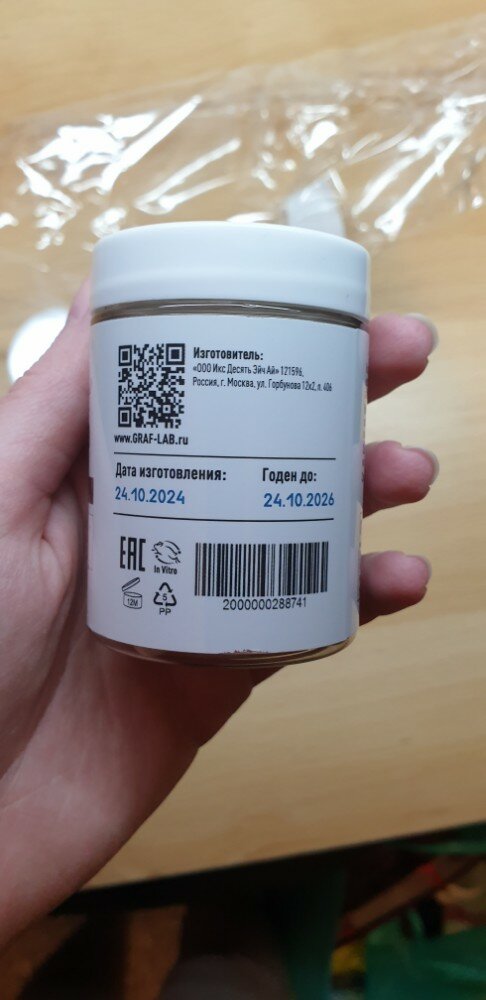 Изготовитель:
«ООО Икс Десять Эйч Ай» 121596,
Россия, г. Москва, ул. Горбунова 12к2, п. 406
www.GRAF-LAB.ru
Дата изготовления: Годен до:
24.10.2024 24.10.2026
EAC In Vitro
12M 5
PP
2000000288741